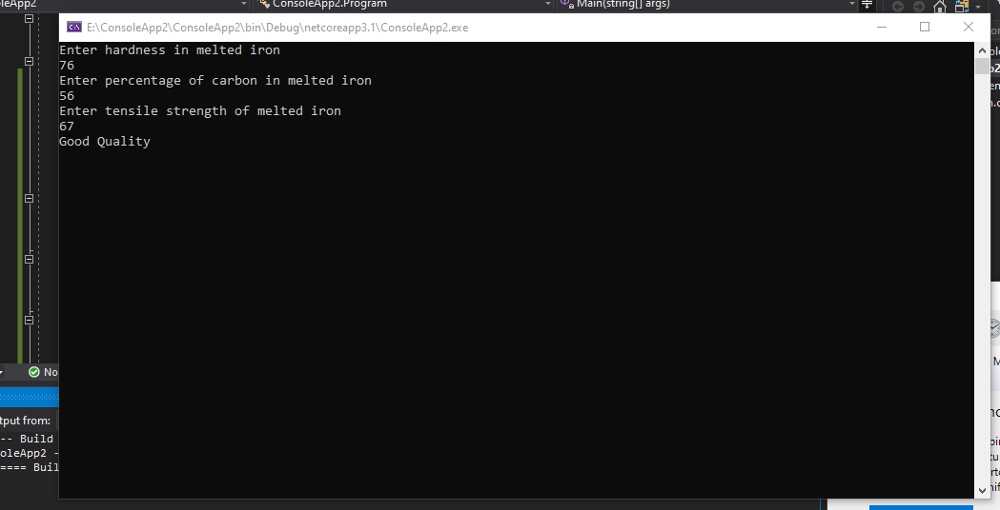 oleApp2
ConsoleApp2.Program
Main(string[] args)
E:\ConsoleApp2\ConsoleApp2\bin\Debug\netcoreapp3.1\ConsoleApp2.exe
Enter hardness in melted iron
76
Enter percentage of carbon in melted iron
56
Enter tensile strength of melted iron
67
Good Quality
No
tput from:
-- Build
oleApp2 -
==== Buil